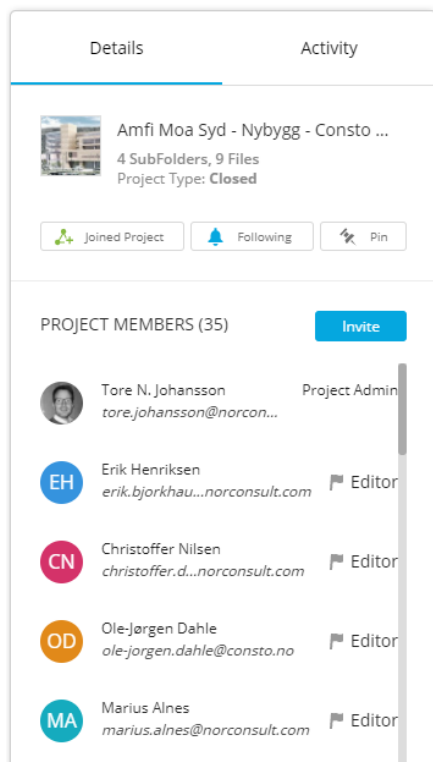 Details
Activity
Amfi Moa Syd - Nybygg - Consto ...
4 SubFolders, 9 Files
Project Type: Closed
Joined Project
Following
Pin
PROJECT MEMBERS (35)
Invite
Tore N. Johansson
Project Admin
tore.johansson@norcon...
EH
Erik Henriksen
erik.bjorkhau...norconsult.com
Editor
CN
Christoffer Nilsen
christoffer.d...norconsult.com
Editor
OD
Ole-Jørgen Dahle
ole-jorgen.dahle@consto.no
Editor
MA
Marius Alnes
marius.alnes@norconsult.com
Editor